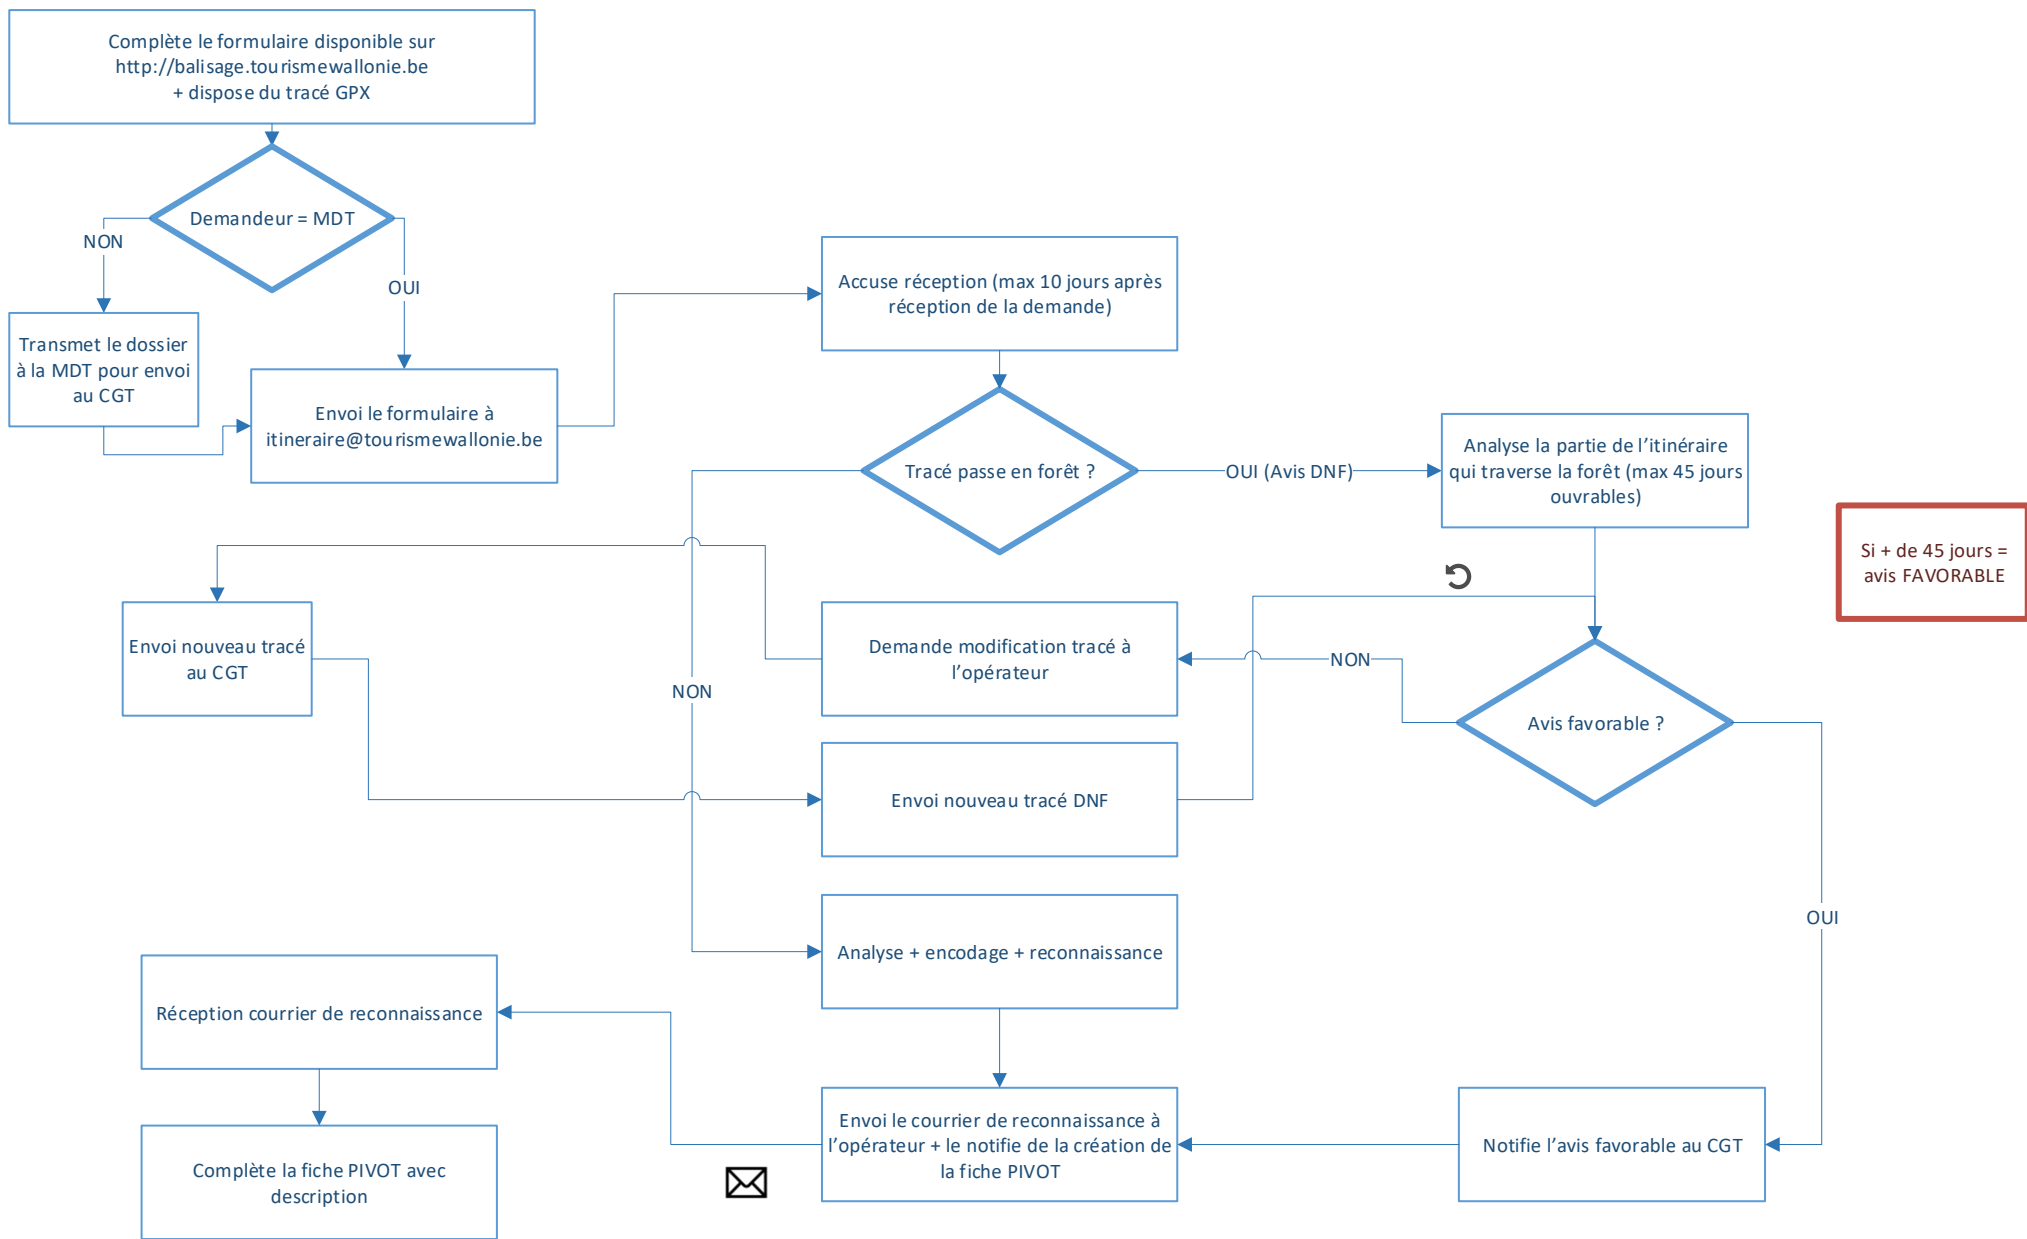 Complète le formulaire disponible sur
http://balisage.tourismewallonie.be
+ dispose du tracé GPX
Demandeur = MDT
NON
OUI
Transmet le dossier
à la MDT pour envoi
au CGT
Envoi le formulaire à
itineraire@tourismewallonie.be
Accuse réception (max 10 jours après
réception de la demande)
Tracé passe en forêt ?
OUI (Avis DNF)
Analyse la partie de l'itinéraire
qui traverse la forêt (max 45 jours
ouvrables)
Si + de 45 jours =
avis FAVORABLE
Envoi nouveau tracé
au CGT
Demande modification tracé à
l'opérateur
NON
NON
Avis favorable ?
Envoi nouveau tracé DNF
OUI
Analyse + encodage + reconnaissance
Réception courrier de reconnaissance
Envoi le courrier de reconnaissance à
l'opérateur + le notifie de la création de
la fiche PIVOT
Notifie l'avis favorable au CGT
Complète la fiche PIVOT avec
description